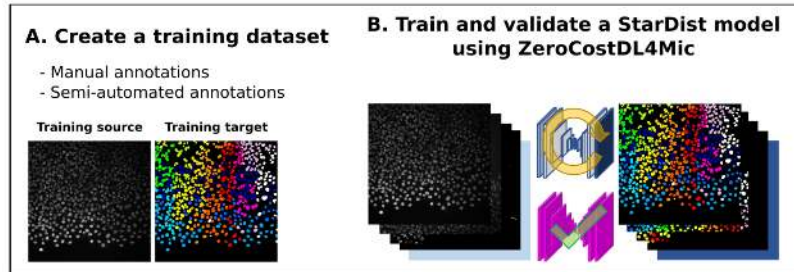 A. Create a training dataset
- Manual annotations
- Semi-automated annotations
Training source
Training target
B. Train and validate a StarDist model
using ZeroCostDL4Mic